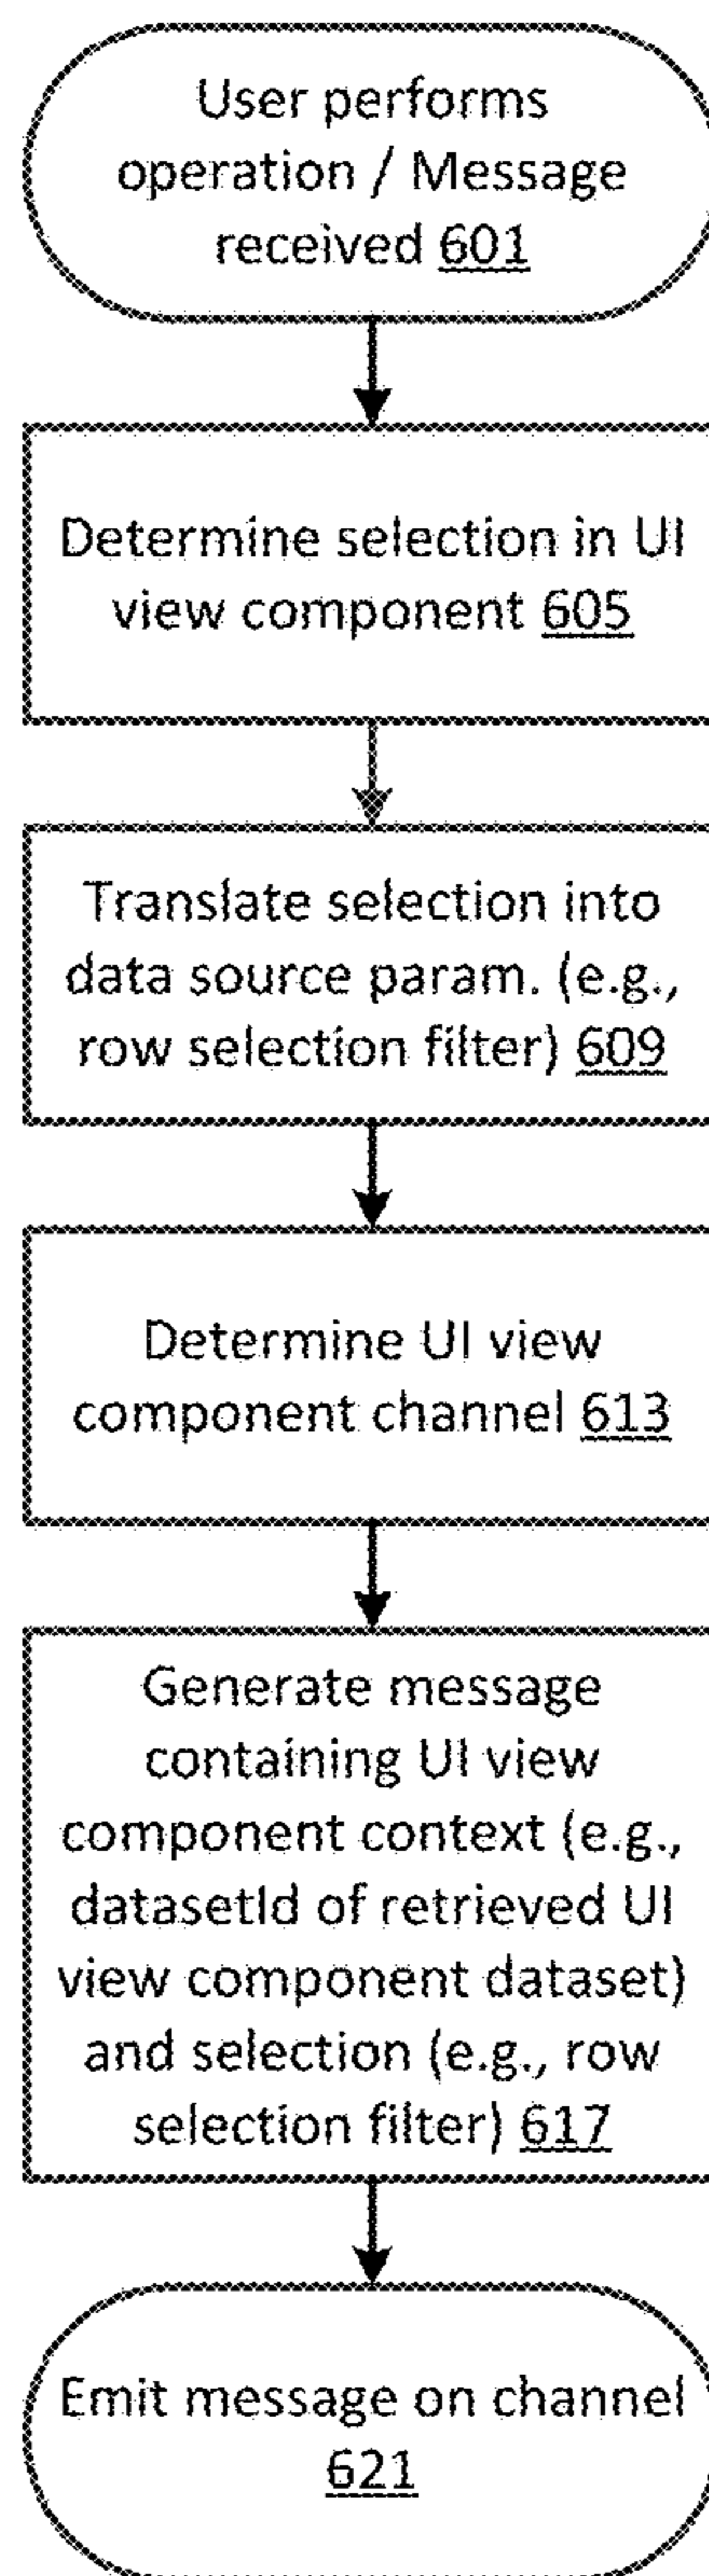 User performs
operation / Message
received 601
Determine selection in UI
view component 605
Translate selection into
data source param. (e.g.,
row selection filter) 609
Determine UI view
component channel 613
Generate message
containing UI view
component context (e.g.,
datasetId of retrieved UI
view component dataset)
and selection (e.g., row
selection filter) 617
Emit message on channel
621